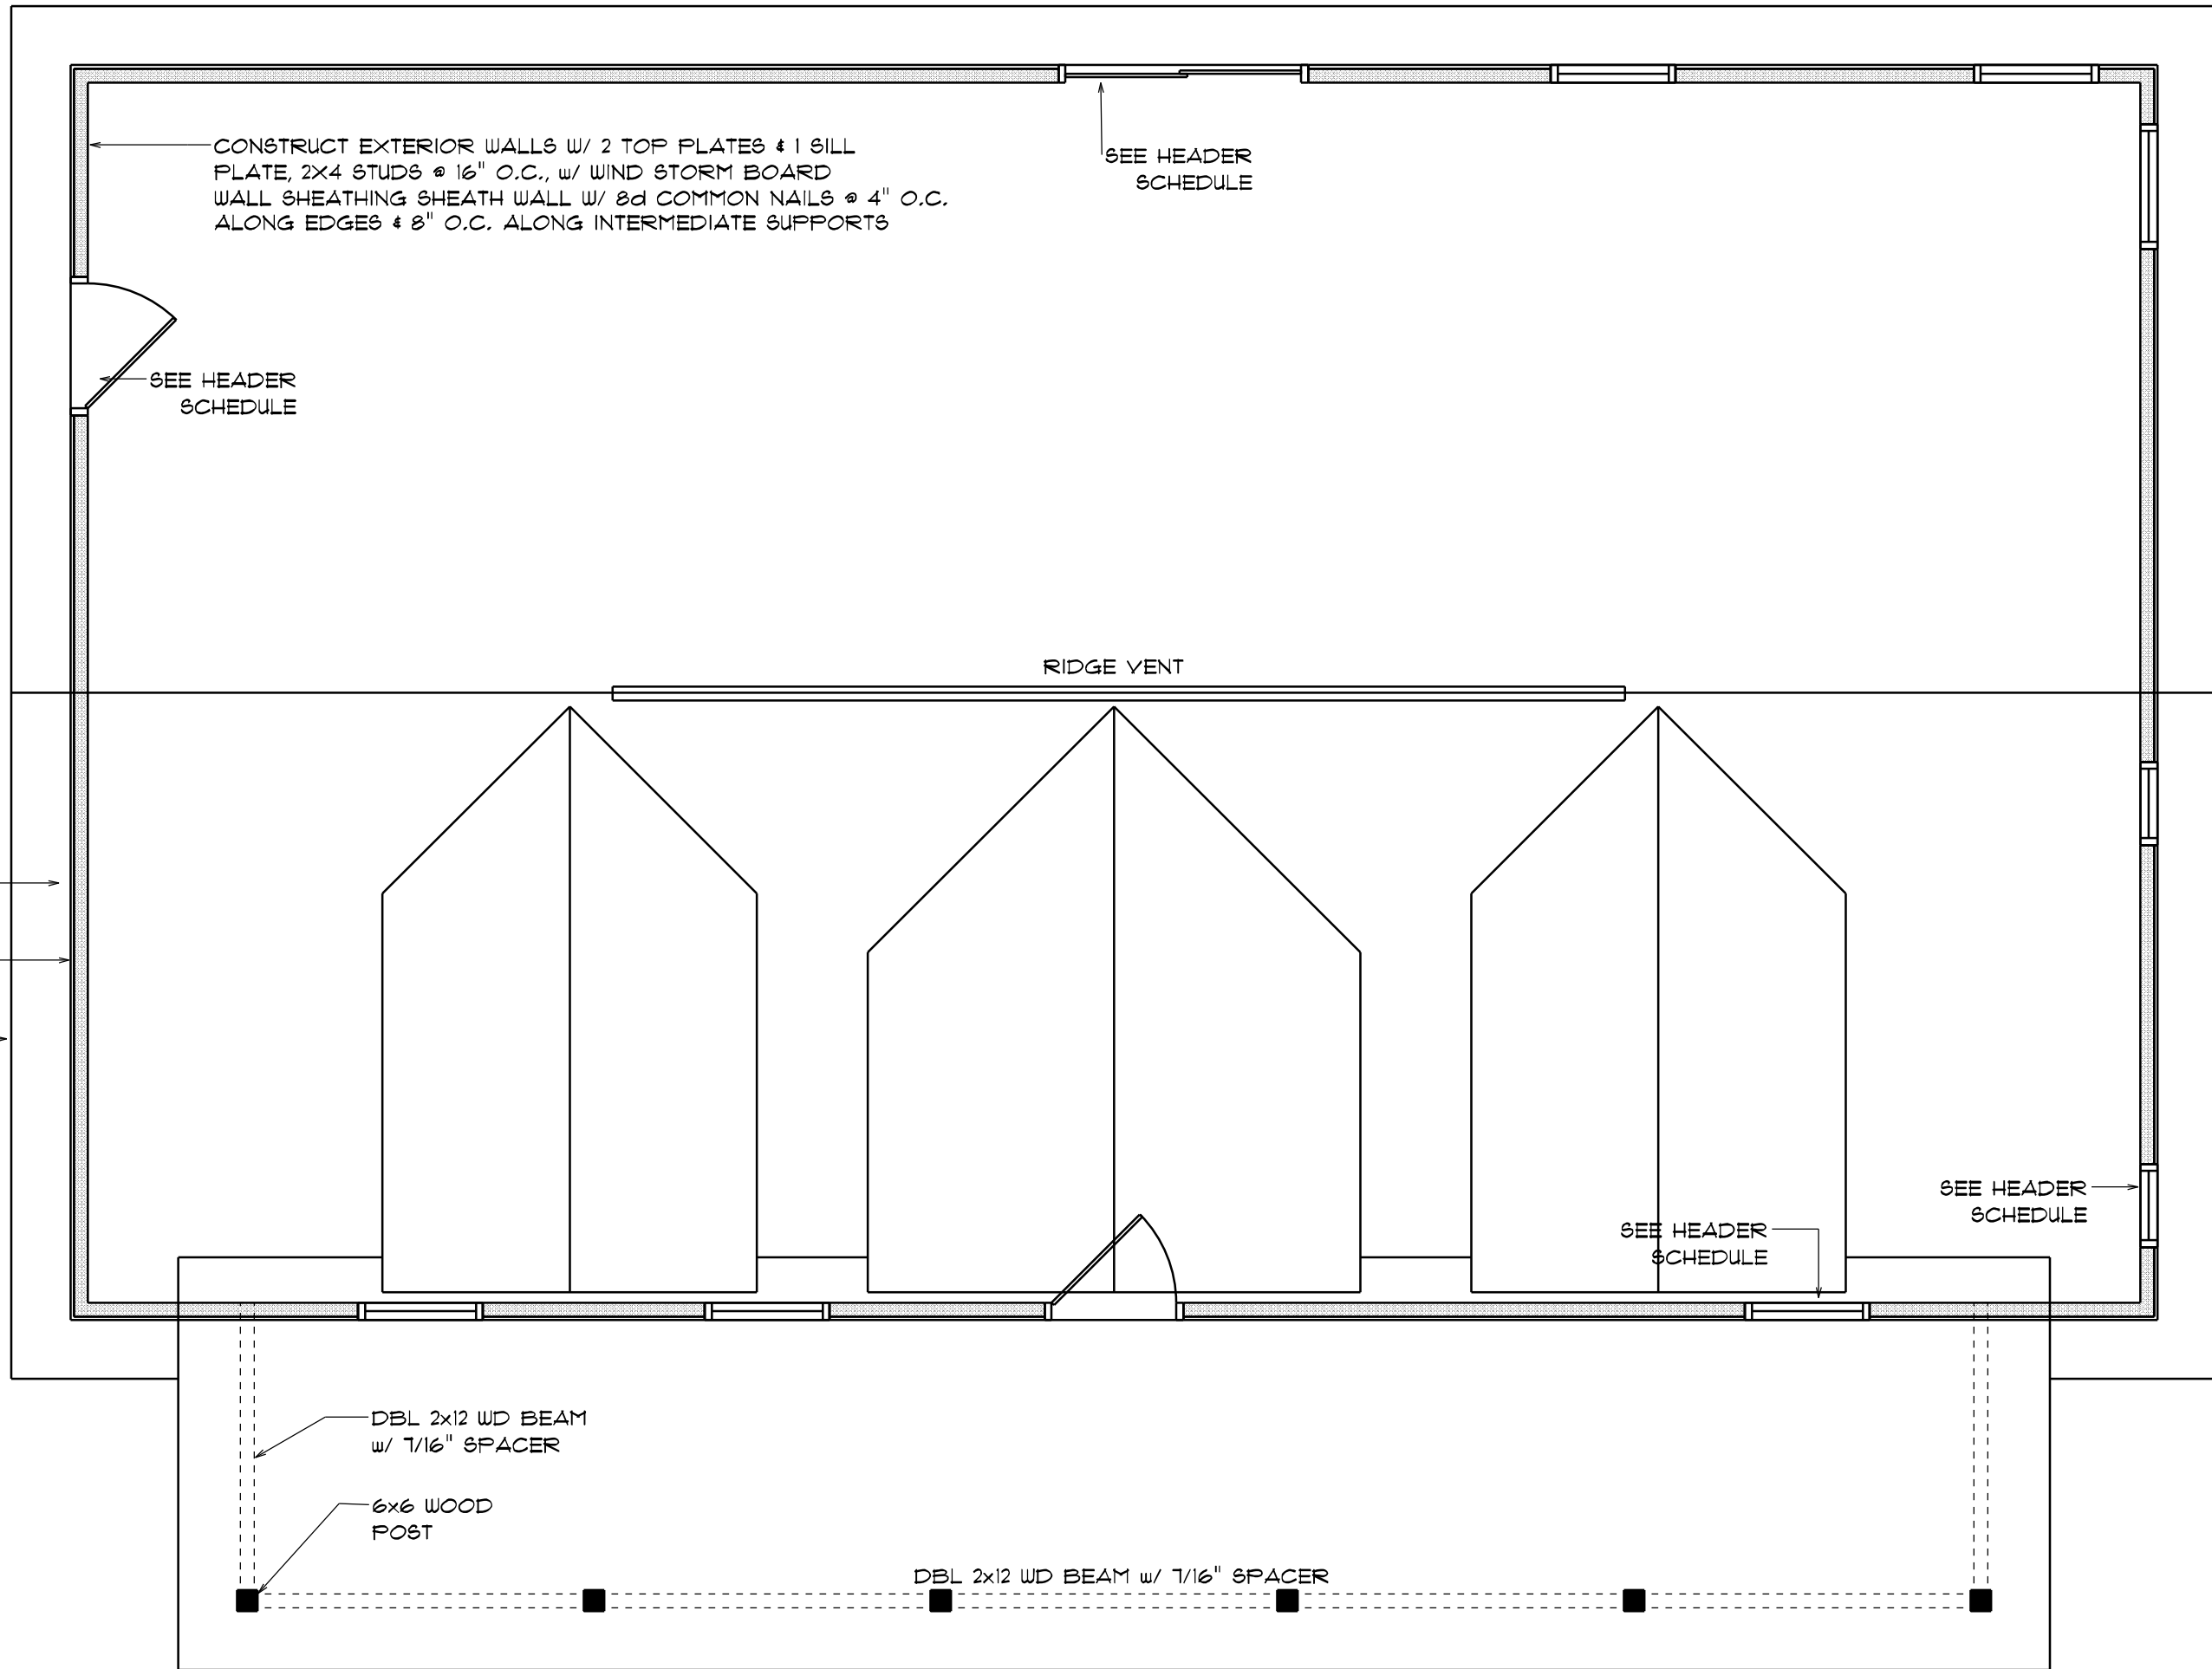 CONSTRUCT EXTERIOR WALLS W/ 2 TOP PLATES & 1 SILL
PLATE, 2X4 STUDS @ 16" O.C., w/ WIND STORM BOARD
WALL SHEATHING SHEATH WALL W/ 8d COMMON NAILS @ 4" O.C.
ALONG EDGES & 8" O.C. ALONG INTERMEDIATE SUPPORTS
SEE HEADER
SCHEDULE
SEE HEADER
SCHEDULE
RIDGE VENT
SEE HEADER
SCHEDULE
SEE HEADER
SCHEDULE
DBL 2x12 WD BEAM
w/ 7/16" SPACER
6x6 WOOD
POST
DBL 2x12 WD BEAM w/ 7/16" SPACER